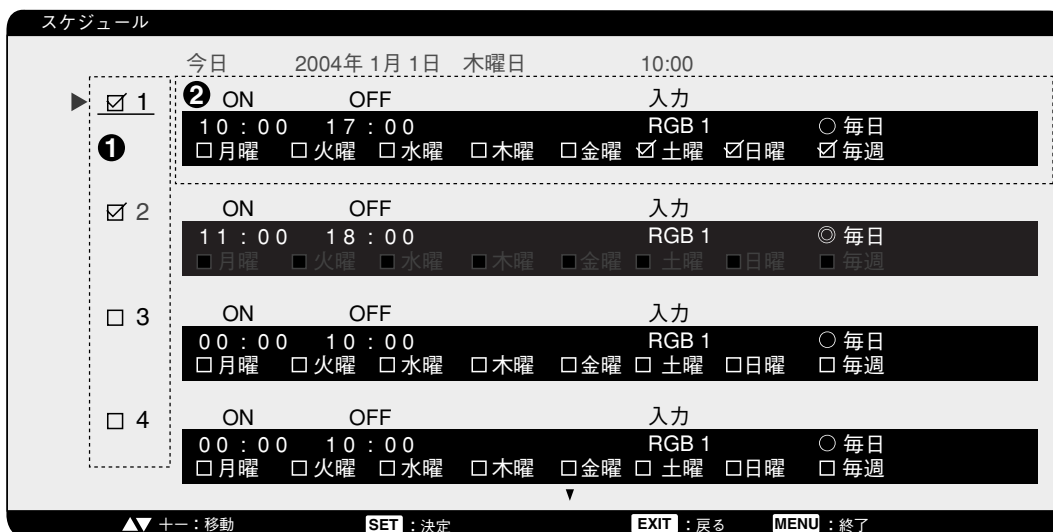 スケジュール
今日 2004年 1月 1日 木曜日 10:00
▶ ☑ 1 ❷ ON OFF 入力
❶ 10:00 17:00 RGB 1 ○ 毎日
□ 月曜 □ 火曜 □ 水曜 □ 木曜 □ 金曜 ☑ 土曜 ☑ 日曜 ☑ 毎週
☑ 2 ON OFF 入力
11:00 18:00 RGB 1 ◎ 毎日
■ 月曜 ■ 火曜 ■ 水曜 ■ 木曜 ■ 金曜 ■ 土曜 ■ 日曜 ■ 毎週
□ 3 ON OFF 入力
00:00 10:00 RGB 1 ○ 毎日
□ 月曜 □ 火曜 □ 水曜 □ 木曜 □ 金曜 □ 土曜 □ 日曜 □ 毎週
□ 4 ON OFF 入力
00:00 10:00 RGB 1 ○ 毎日
□ 月曜 □ 火曜 □ 水曜 □ 木曜 □ 金曜 □ 土曜 □ 日曜 □ 毎週
▼
▲▼ +−:移動 SET :決定 EXIT :戻る MENU :終了